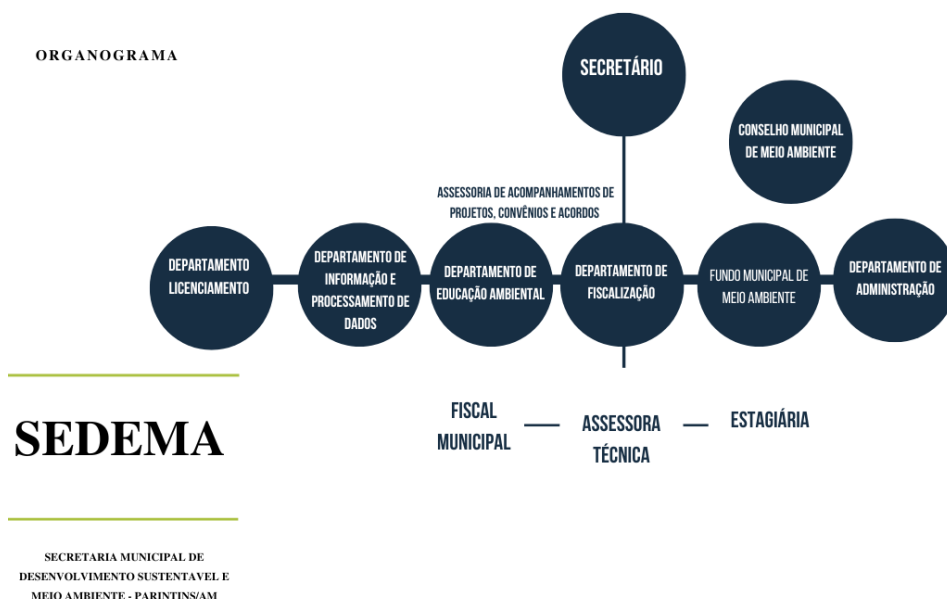 ORGANOGRAMA
SECRETÁRIO
CONSELHO MUNICIPAL
DE MEIO AMBIENTE
ASSESSORIA DE ACOMPANHAMENTOS DE
PROJETOS, CONVÊNIOS E ACORDOS
DEPARTAMENTO
LICENCIAMENTO
DEPARTAMENTO DE
INFORMAÇÃO E
PROCESSAMENTO DE
DADOS
DEPARTAMENTO DE
EDUCAÇÃO AMBIENTAL
DEPARTAMENTO DE
FISCALIZAÇÃO
FUNDO MUNICIPAL DE
MEIO AMBIENTE
DEPARTAMENTO DE
ADMINISTRAÇÃO
FISCAL
MUNICIPAL
ASSESSORA
TÉCNICA
ESTAGIÁRIA
SEDEMA
SECRETARIA MUNICIPAL DE
DESENVOLVIMENTO SUSTENTAVEL E
MEIO AMBIENTE - PARINTINS/AM